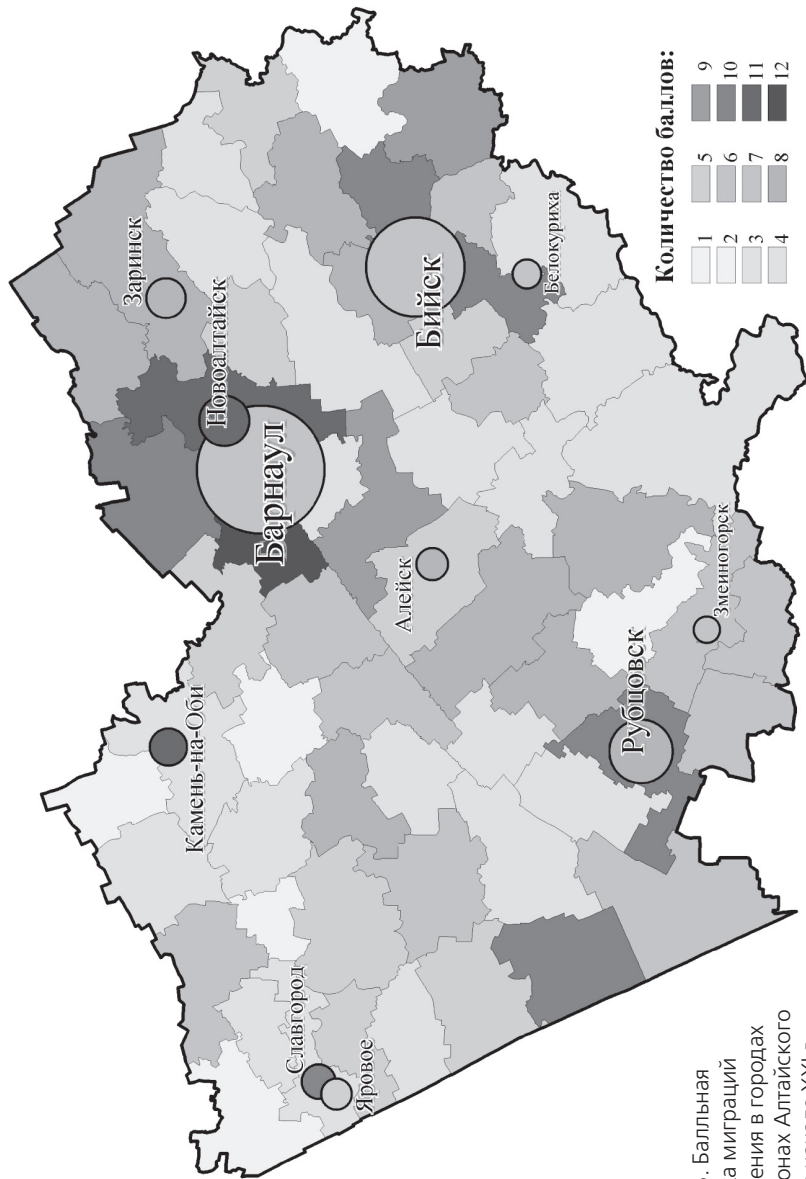 Заринск
Новоалтайск
Барнаул
Бийск
Белокуриха
Алейск
Камень-на-Оби
Славгород
Яровое
Рубцовск
Змеиногорск
Количество баллов:
1 5 9
2 6 10
3 7 11
4 8 12
. Балльная
а миграций
ения в городах
онах Алтайского